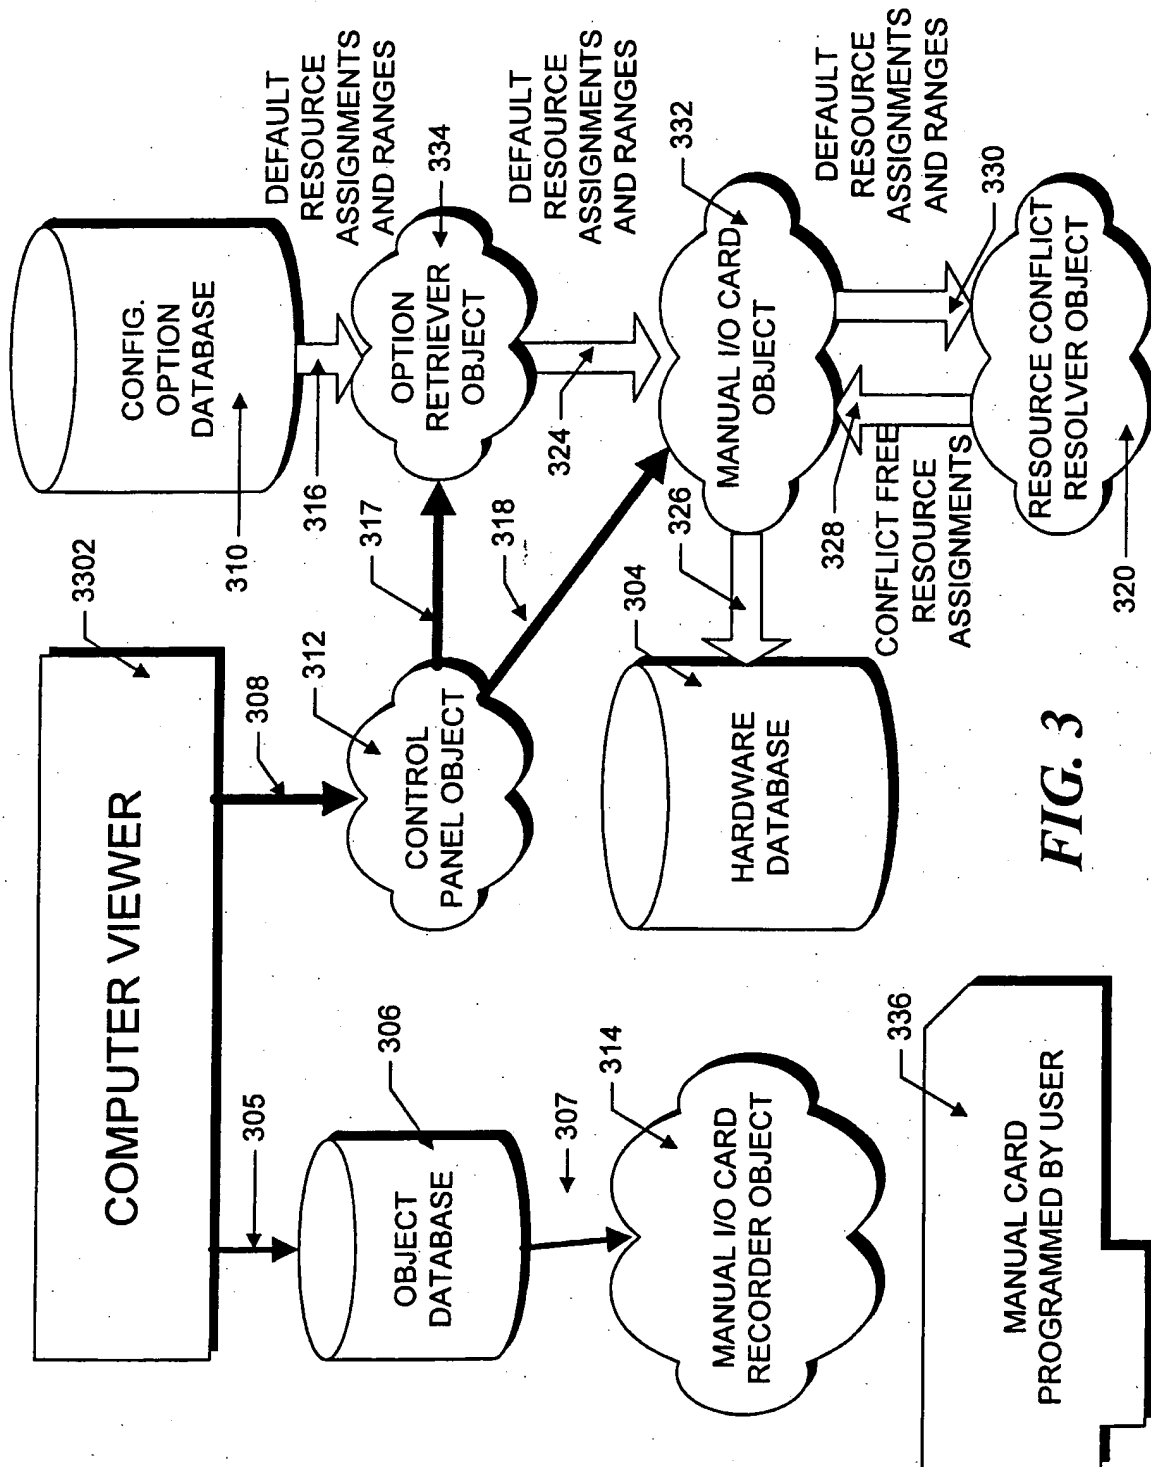 COMPUTER VIEWER
3302
305
308
OBJECT
DATABASE
306
CONTROL
PANEL OBJECT
312
CONFIG.
OPTION
DATABASE
310
316
DEFAULT
RESOURCE
ASSIGNMENTS
AND RANGES
317
318
OPTION
RETRIEVER
OBJECT
334
307
MANUAL I/O CARD
RECORDER OBJECT
314
HARDWARE
DATABASE
304
326
324
DEFAULT
RESOURCE
ASSIGNMENTS
AND RANGES
MANUAL I/O CARD
OBJECT
332
328
CONFLICT FREE
RESOURCE
ASSIGNMENTS
DEFAULT
RESOURCE
ASSIGNMENTS
AND RANGES
330
RESOURCE CONFLICT
RESOLVER OBJECT
320
MANUAL CARD
PROGRAMMED BY USER
336
FIG. 3